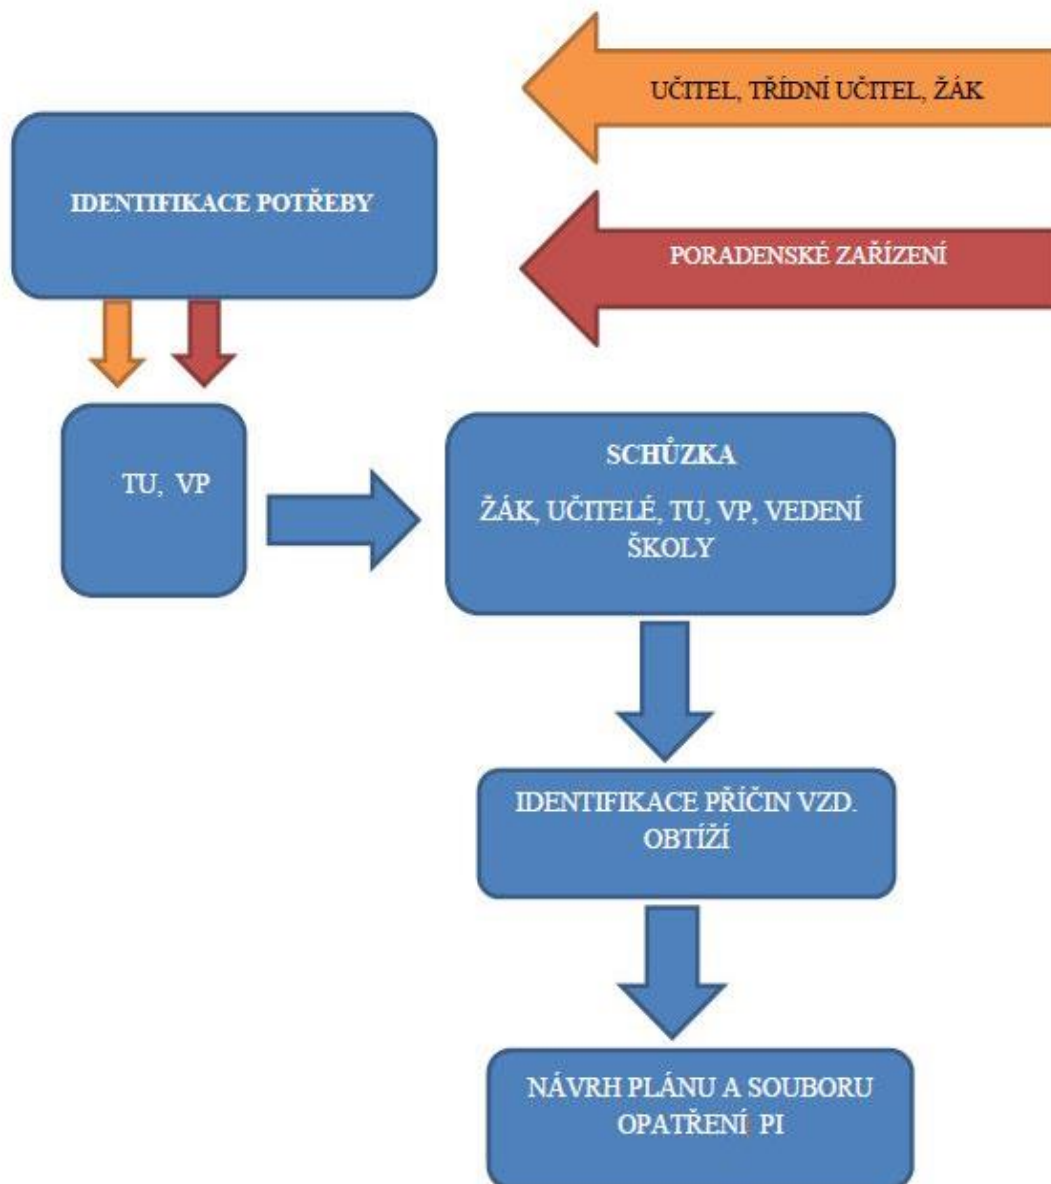 UČITEL, TŘÍDNÍ UČITEL, ŽÁK
IDENTIFIKACE POTŘEBY
PORADENSKÉ ZAŘÍZENÍ
TU, VP
SCHŮZKA
ŽÁK, UČITELÉ, TU, VP, VEDENÍ
ŠKOLY
IDENTIFIKACE PŘÍČIN VZD.
OBTÍŽÍ
NÁVRH PLÁNU A SOUBORU
OPATŘENÍ PI